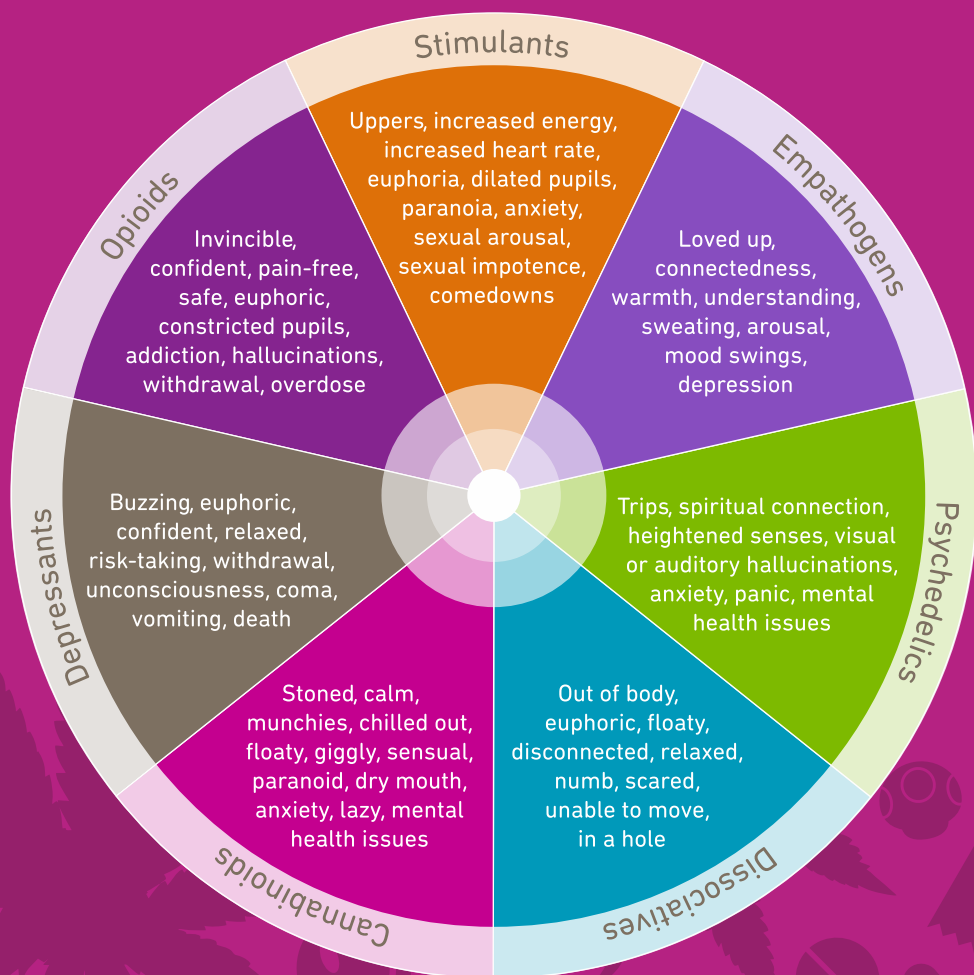 Stimulants
Uppers, increased energy,
increased heart rate,
euphoria, dilated pupils,
paranoia, anxiety,
sexual arousal,
sexual impotence,
comedowns
Empathogens
Loved up,
connectedness,
warmth, understanding,
sweating, arousal,
mood swings,
depression
Psychedelics
Trips, spiritual connection,
heightened senses, visual
or auditory hallucinations,
anxiety, panic, mental
health issues
Dissociatives
Out of body,
euphoric, floaty,
disconnected, relaxed,
numb, scared,
unable to move,
in a hole
Cannabinoids
Stoned, calm,
munchies, chilled out,
floaty, giggly, sensual,
paranoid, dry mouth,
anxiety, lazy, mental
health issues
Depressants
Buzzing, euphoric,
confident, relaxed,
risk-taking, withdrawal,
unconsciousness, coma,
vomiting, death
Opioids
Invincible,
confident, pain-free,
safe, euphoric,
constricted pupils,
addiction, hallucinations,
withdrawal, overdose